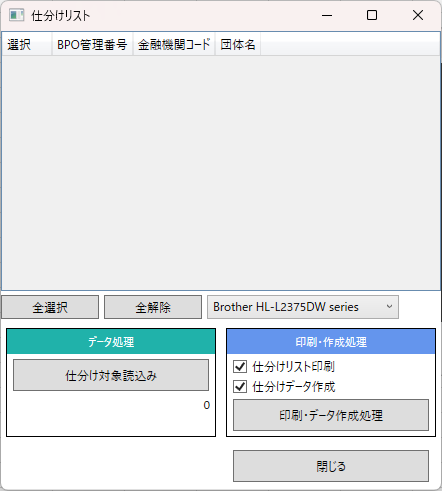 仕分けリスト
選択 BPO管理番号 金融機関コード 団体名
全選択 全解除 Brother HL-L2375DW series
データ処理
仕分け対象読込み
0
印刷・作成処理
仕分けリスト印刷
仕分けデータ作成
印刷・データ作成処理
閉じる